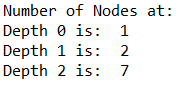 Number of Nodes at:
Depth 0 is:  1
Depth 1 is:  2
Depth 2 is:  7